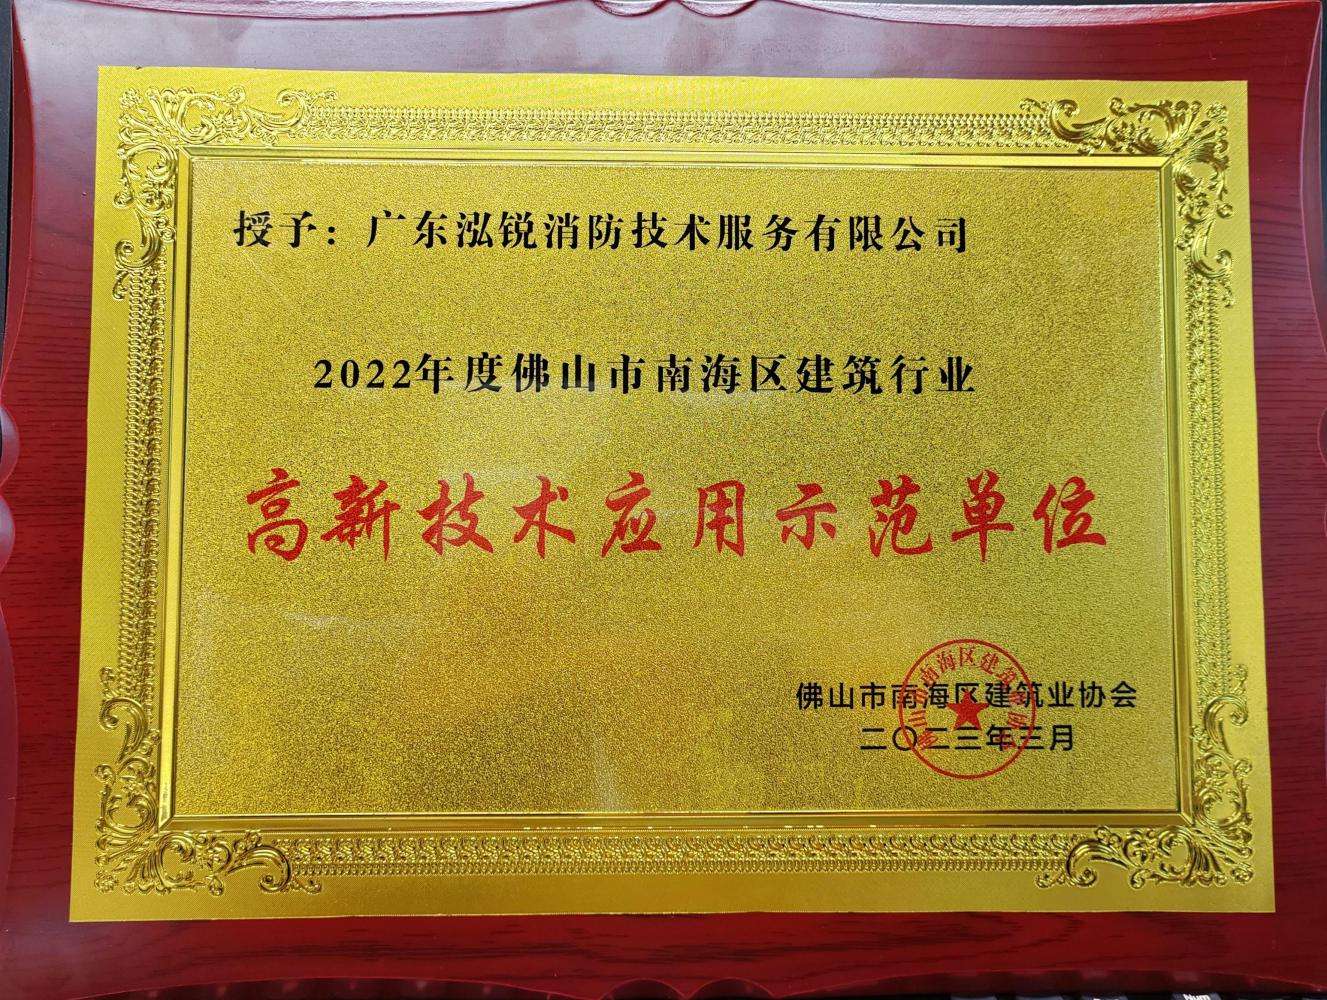 授予：广东泓锐消防技术服务有限公司
2022年度佛山市南海区建筑行业
高新技术应用示范单位
佛山市南海区建筑业协会
二〇二三年三月